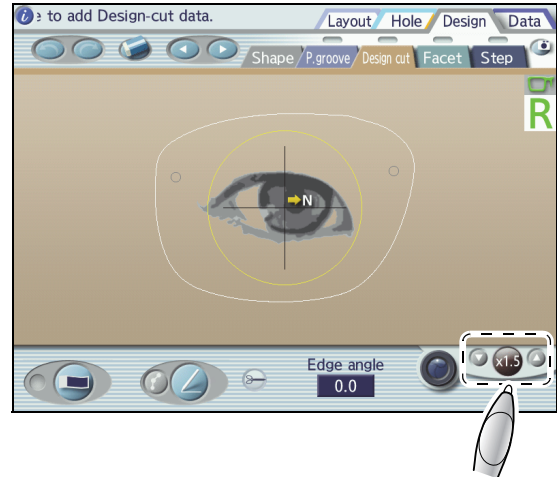 to add Design-cut data.
Layout Hole Design Data
Shape P.groove Design cut Facet Step
R
N
Edge angle
0.0
x1.5